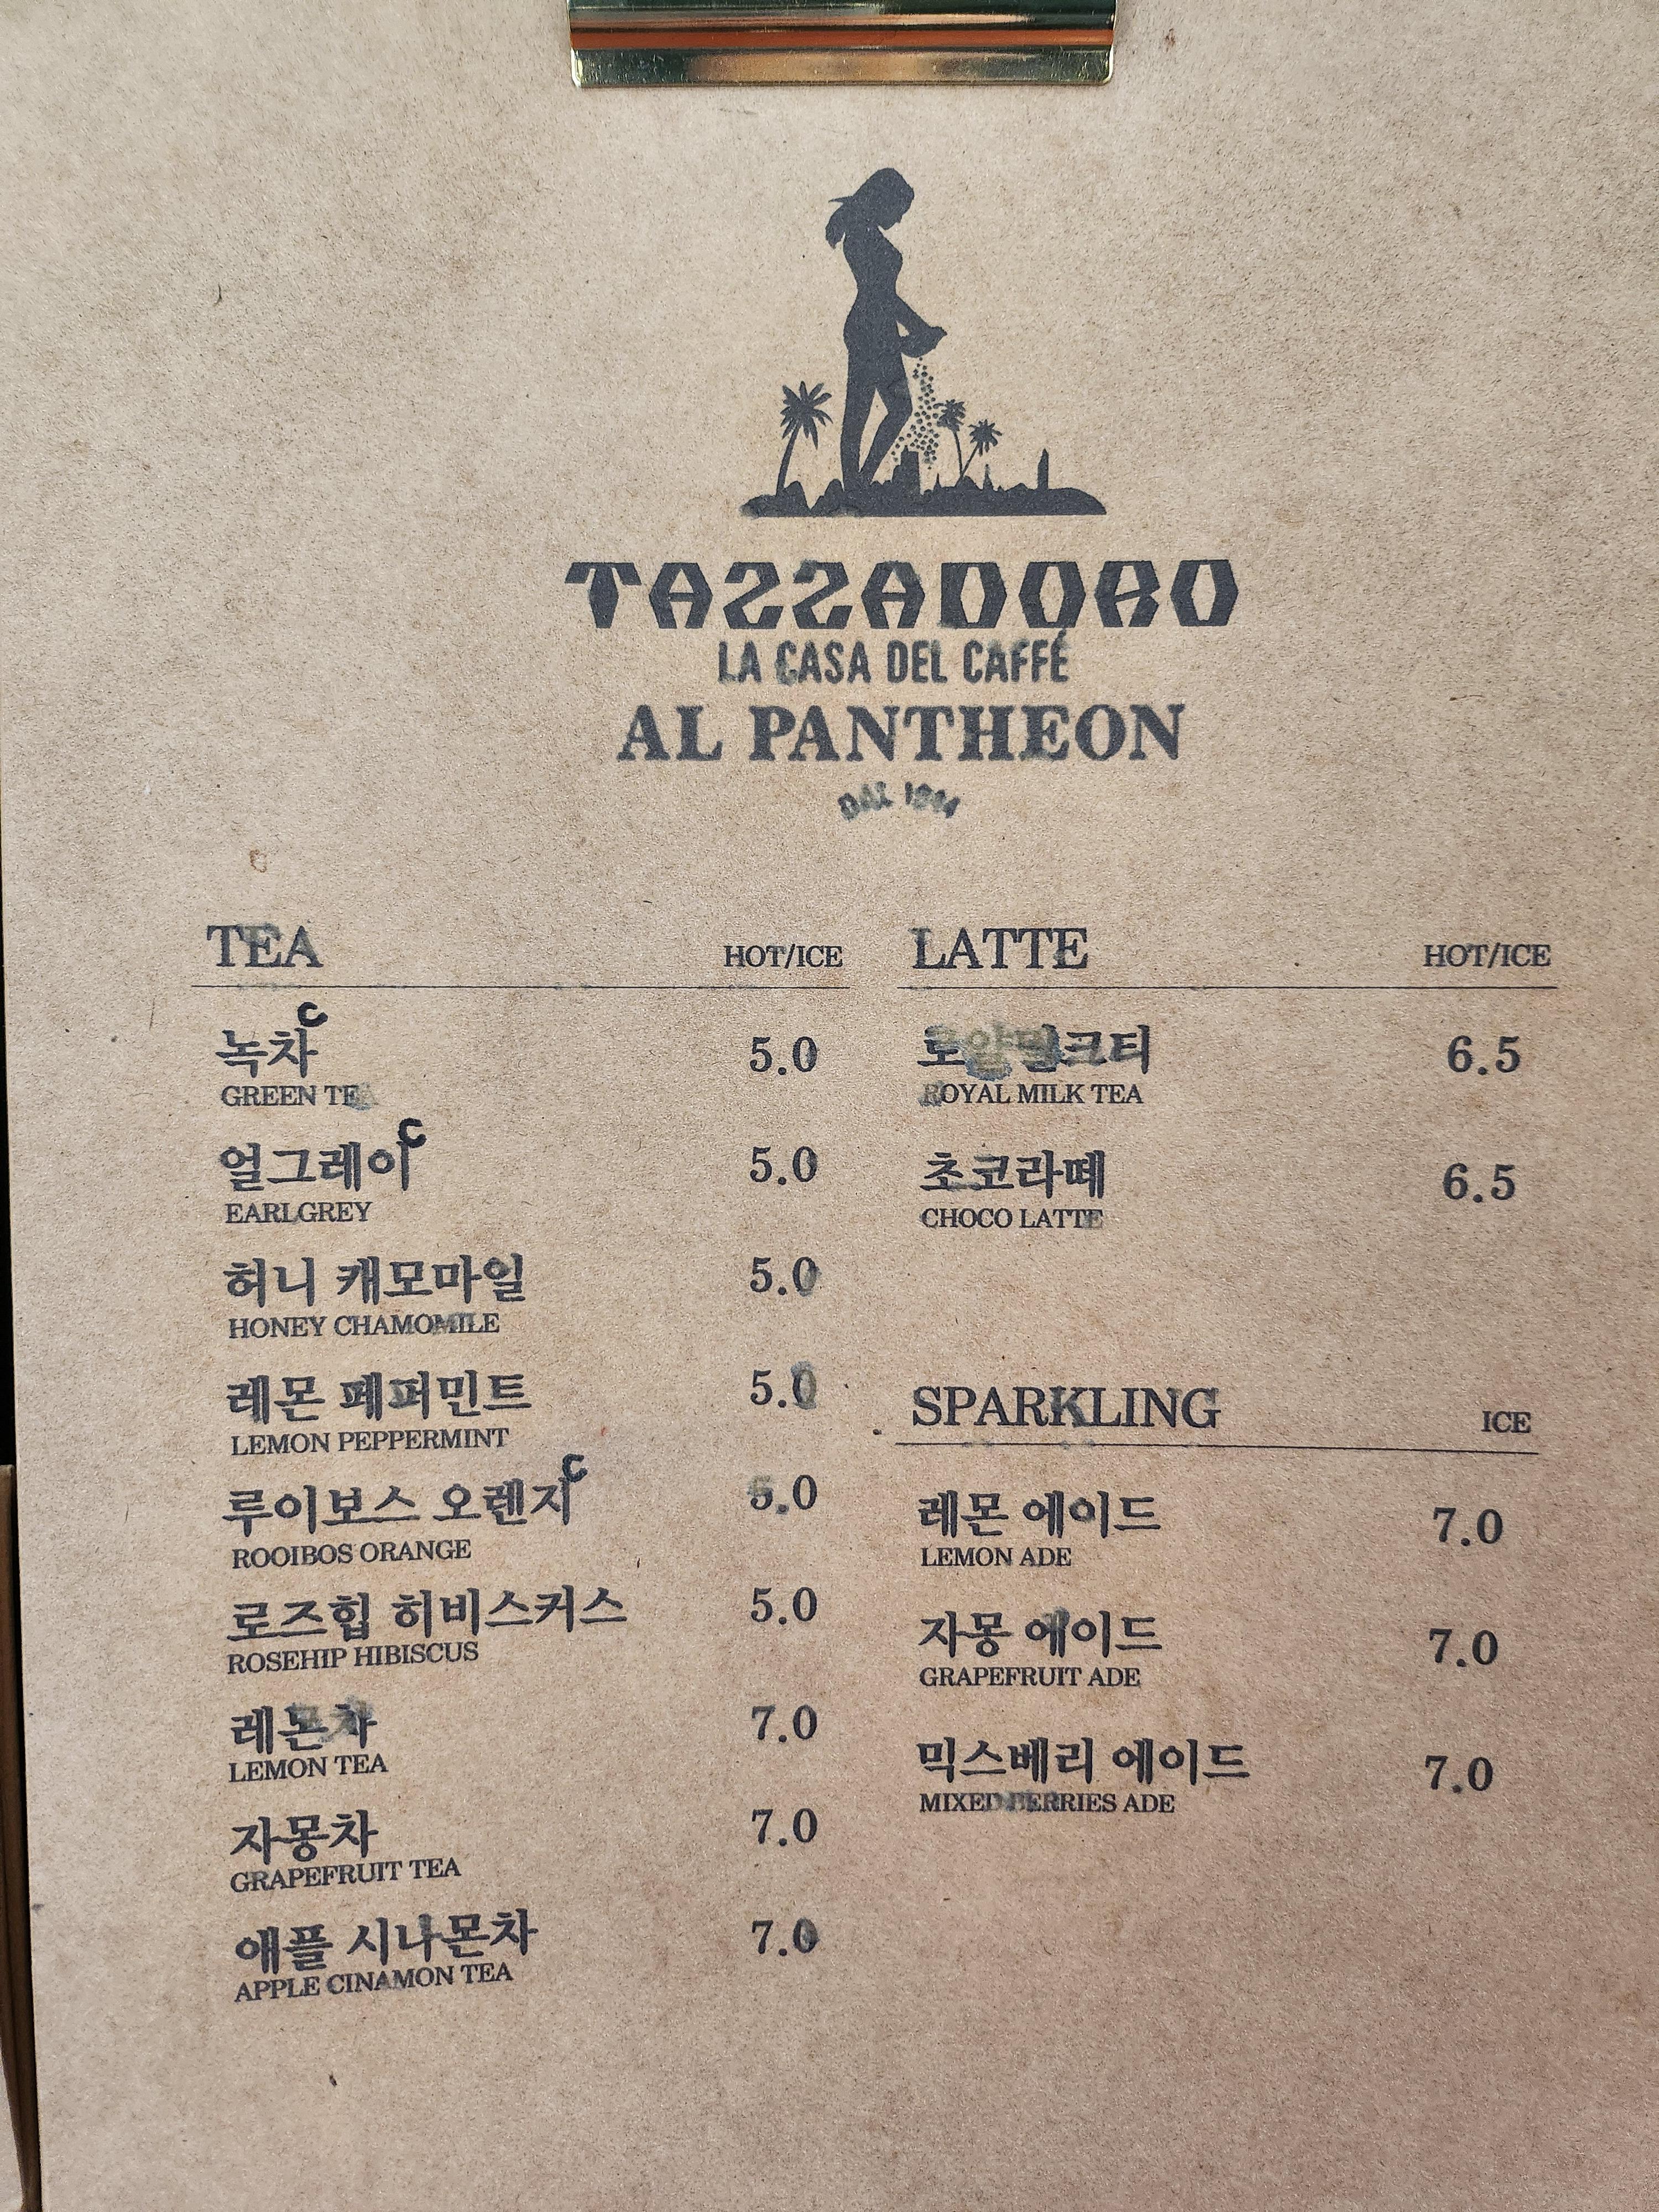 TAZZADORO
LA CASA DEL CAFFÉ
AL PANTHEON
DAL
TEA HOT/ICE
녹차 C 5.0
GREEN TEA
얼그레이 C 5.0
EARLGREY
허니 캐모마일 5.0
HONEY CHAMOMILE
레몬 페퍼민트 5.0
LEMON PEPPERMINT
루이보스 오렌지 C 5.0
ROOIBOS ORANGE
로즈힙 히비스커스 5.0
ROSEHIP HIBISCUS
레몬차 7.0
LEMON TEA
자몽차 7.0
GRAPEFRUIT TEA
애플 시나몬차 7.0
APPLE CINAMON TEA
LATTE HOT/ICE
로얄밀크티 6.5
ROYAL MILK TEA
초코라떼 6.5
CHOCO LATTE
SPARKLING ICE
레몬 에이드 7.0
LEMON ADE
자몽 에이드 7.0
GRAPEFRUIT ADE
믹스베리 에이드 7.0
MIXED BERRIES ADE